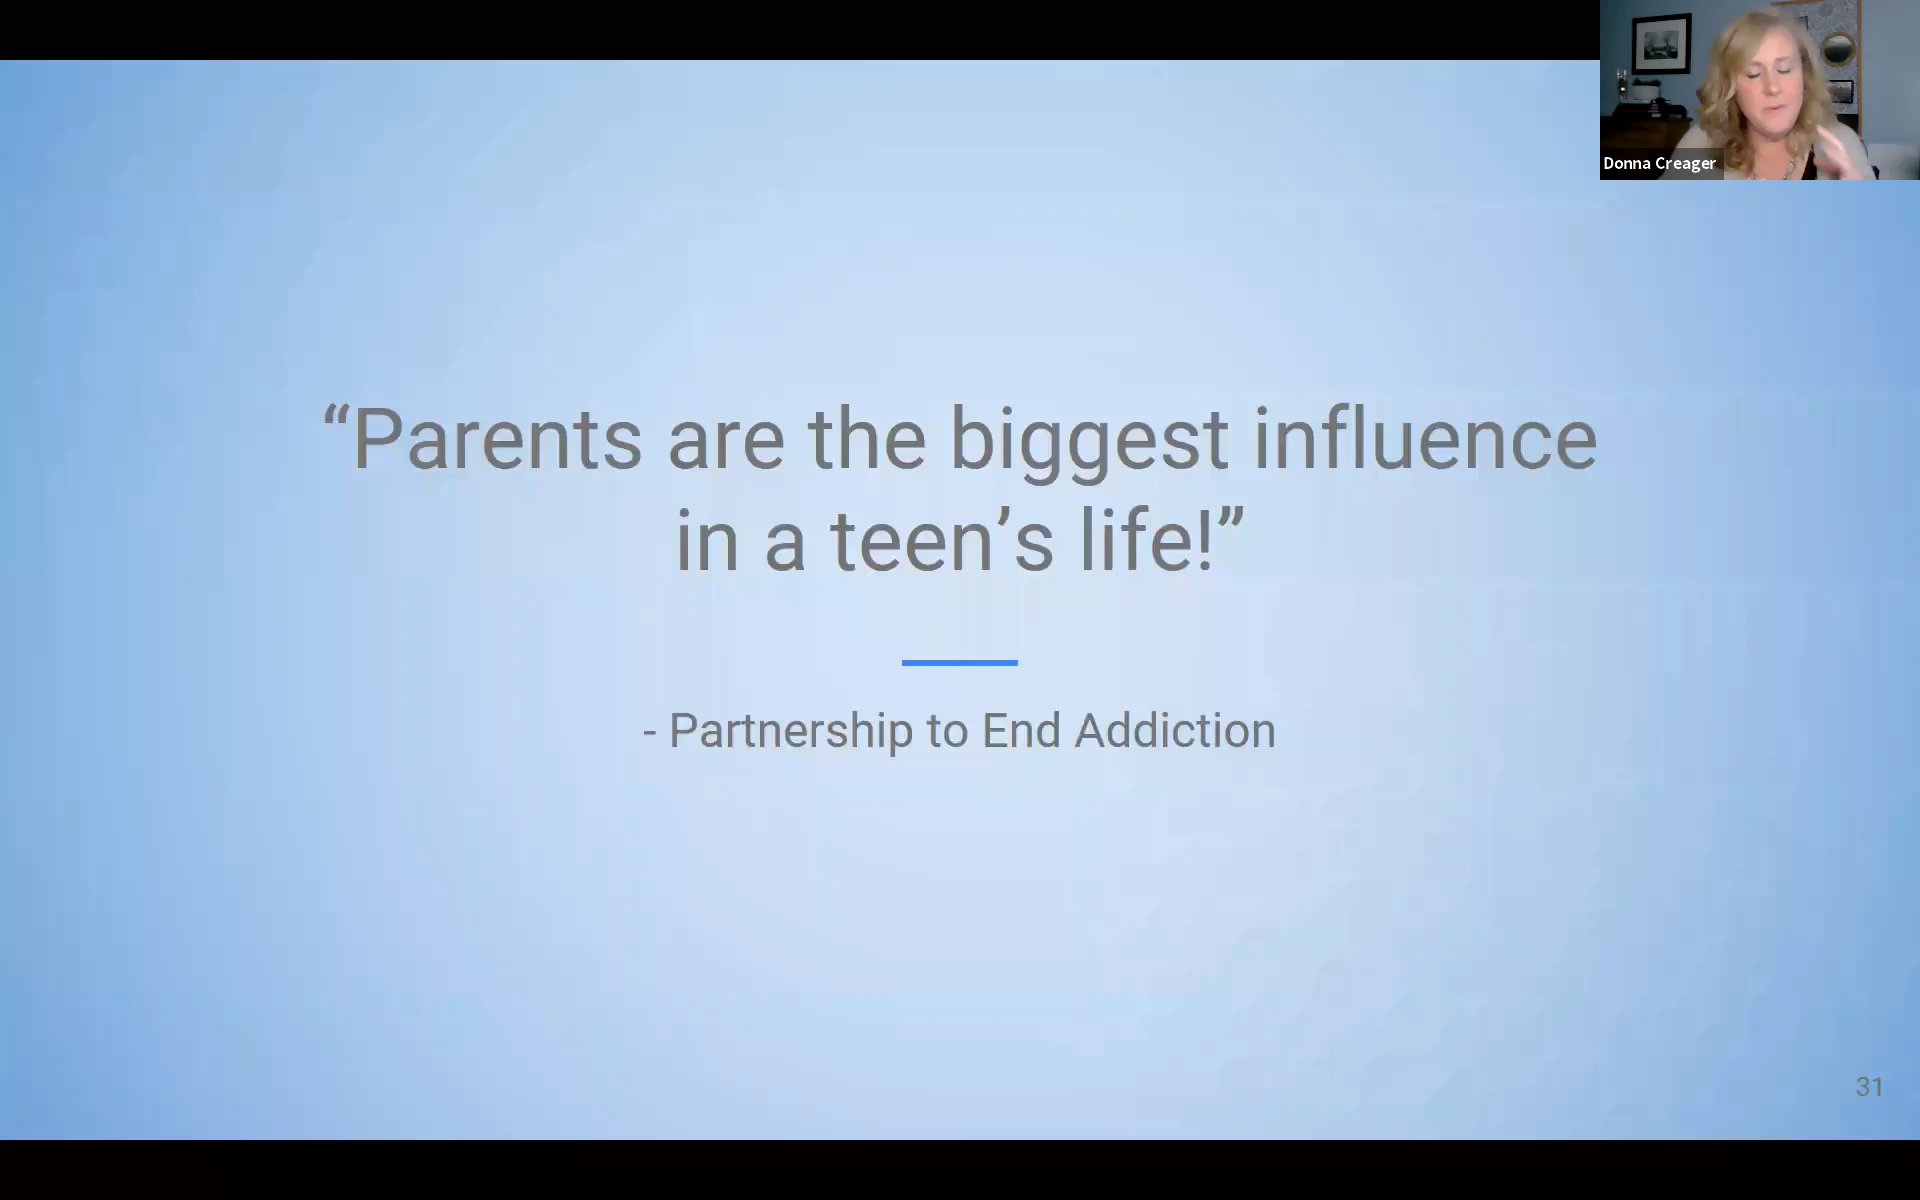 Donna Creager
“Parents are the biggest influence
in a teen’s life!”
- Partnership to End Addiction
31